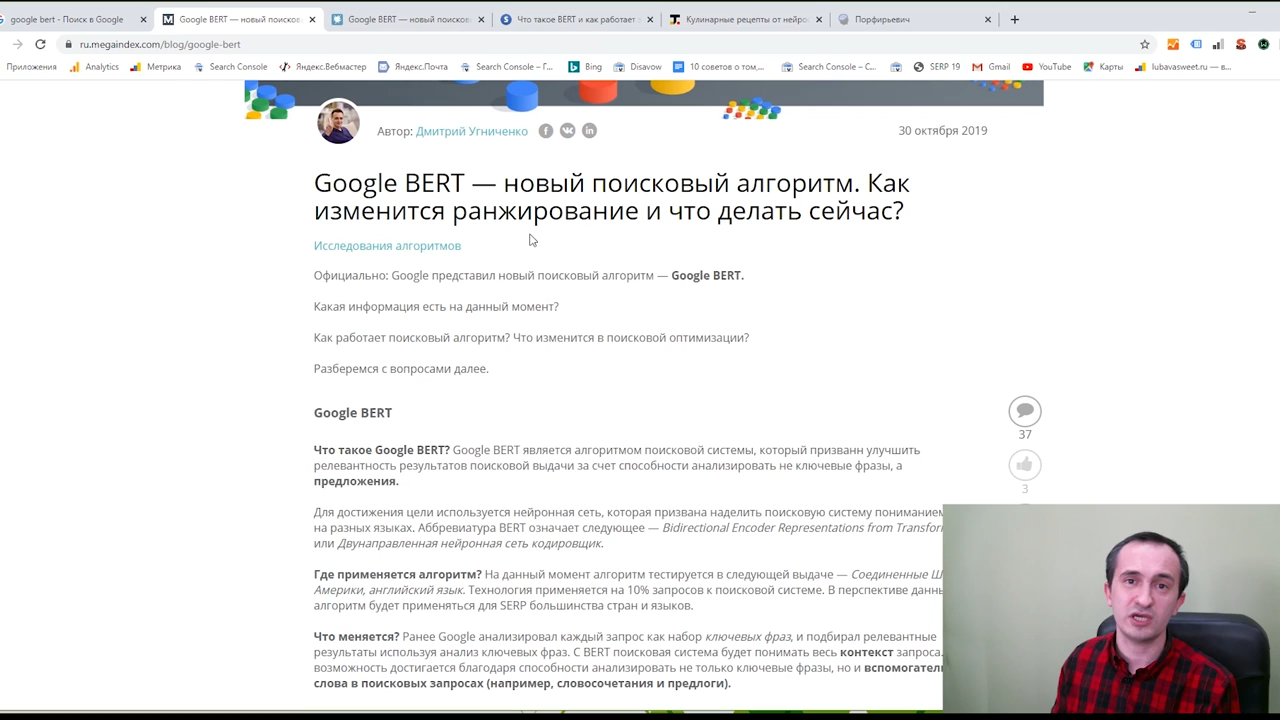 google bert - Поиск в Google
Google BERT — новый поисков
Google BERT — новый поисков
Что такое BERT и как работает
Кулинарные рецепты от нейро
Порфирьевич
ru.megaindex.com/blog/google-bert
Приложения Analytics Метрика Search Console Яндекс.Вебмастер Яндекс.Почта Search Console – Г... Bing Disavow 10 советов о том,... Search Console – С... SERP 19 Gmail YouTube Карты lubavasweet.ru — в...
Автор: Дмитрий Угниченко
30 октября 2019
Google BERT — новый поисковый алгоритм. Как
изменится ранжирование и что делать сейчас?
Исследования алгоритмов
Официально: Google представил новый поисковый алгоритм — Google BERT.
Какая информация есть на данный момент?
Как работает поисковый алгоритм? Что изменится в поисковой оптимизации?
Разберемся с вопросами далее.
Google BERT
37
Что такое Google BERT? Google BERT является алгоритмом поисковой системы, который призванн улучшить
релевантность результатов поисковой выдачи за счет способности анализировать не ключевые фразы, а
предложения.
3
Для достижения цели используется нейронная сеть, которая призвана наделить поисковую систему пониманием
на разных языках. Аббревиатура BERT означает следующее — Bidirectional Encoder Representations from Transfor
или Двунаправленная нейронная сеть кодировщик.
Где применяется алгоритм? На данный момент алгоритм тестируется в следующей выдаче — Соединенные Ш
Америки, английский язык. Технология применяется на 10% запросов к поисковой системе. В перспективе данны
алгоритм будет применяться для SERP большинства стран и языков.
Что меняется? Ранее Google анализировал каждый запрос как набор ключевых фраз, и подбирал релевантные
результаты используя анализ ключевых фраз. С BERT поисковая система будет понимать весь контекст запроса.
возможность достигается благодаря способности анализировать не только ключевые фразы, но и вспомогатель
слова в поисковых запросах (например, словосочетания и предлоги).